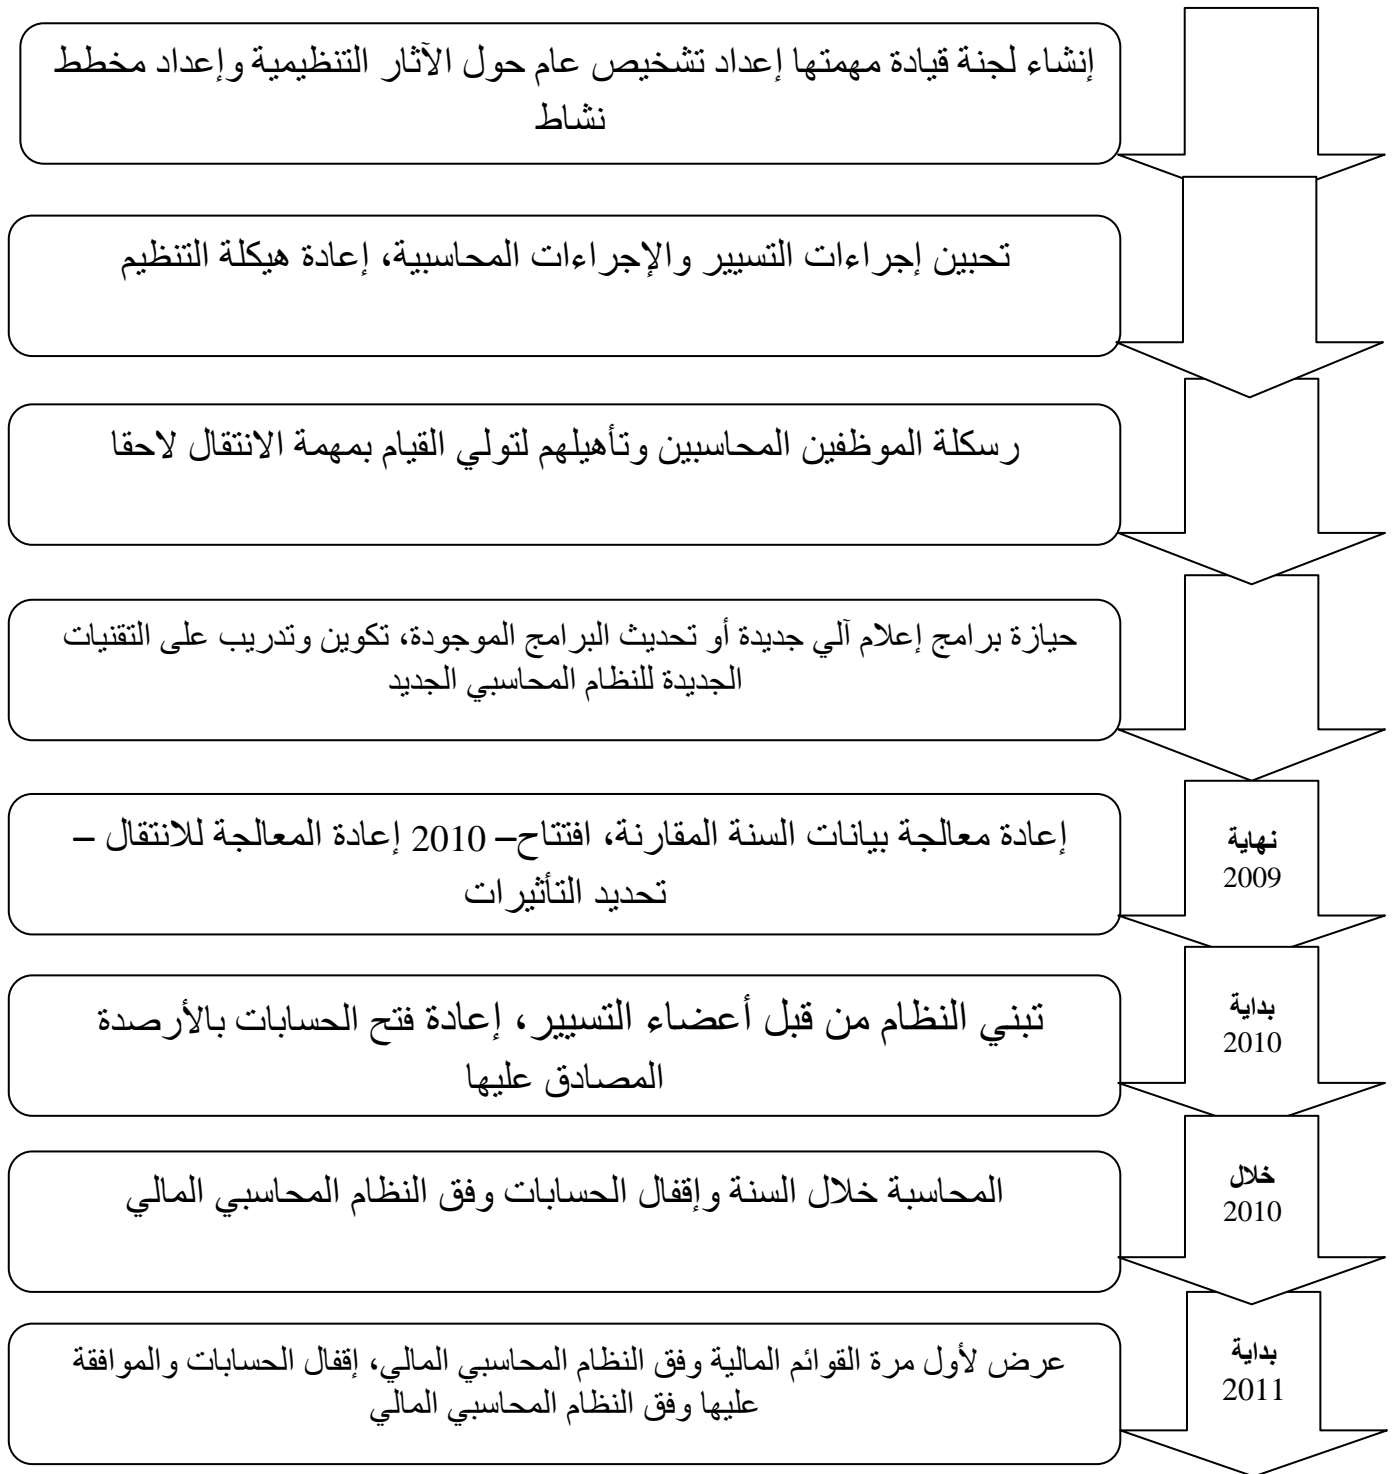 إنشاء لجنة قيادة مهمتها إعداد تشخيص عام حول الآثار التنظيمية وإعداد مخطط
نشاط
تحيين إجراءات التسيير والإجراءات المحاسبية، إعادة هيكلة التنظيم
رسكلة الموظفين المحاسبين وتأهيلهم لتولي القيام بمهمة الانتقال لاحقا
حيازة برامج إعلام آلي جديدة أو تحديث البرامج الموجودة، تكوين وتدريب على التقنيات
الجديدة للنظام المحاسبي الجديد
نهاية
2009
إعادة معالجة بيانات السنة المقارنة، افتتاح– 2010 إعادة المعالجة للانتقال –
تحديد التأثيرات
بداية
2010
تبني النظام من قبل أعضاء التسيير، إعادة فتح الحسابات بالأرصدة
المصادق عليها
خلال
2010
المحاسبة خلال السنة وإقفال الحسابات وفق النظام المحاسبي المالي
بداية
2011
عرض لأول مرة القوائم المالية وفق النظام المحاسبي المالي، إقفال الحسابات والموافقة
عليها وفق النظام المحاسبي المالي